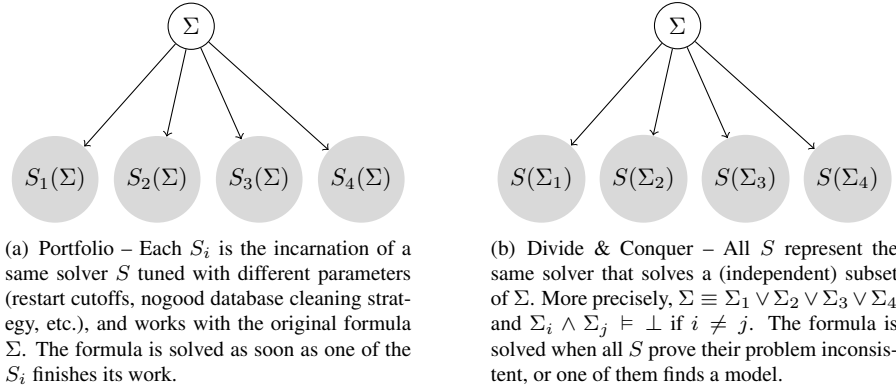 Σ
S₁(Σ) S₂(Σ) S₃(Σ) S₄(Σ)
(a) Portfolio – Each Sᵢ is the incarnation of a
same solver S tuned with different parameters
(restart cutoffs, nogood database cleaning strat-
egy, etc.), and works with the original formula
Σ. The formula is solved as soon as one of the
Sᵢ finishes its work.
Σ
S(Σ₁) S(Σ₂) S(Σ₃) S(Σ₄)
(b) Divide & Conquer – All S represent the
same solver that solves a (independent) subset
of Σ. More precisely, Σ ≡ Σ₁ ∨ Σ₂ ∨ Σ₃ ∨ Σ₄
and Σᵢ ∧ Σⱼ ⊨ ⊥ if i ≠ j. The formula is
solved when all S prove their problem inconsis-
tent, or one of them finds a model.